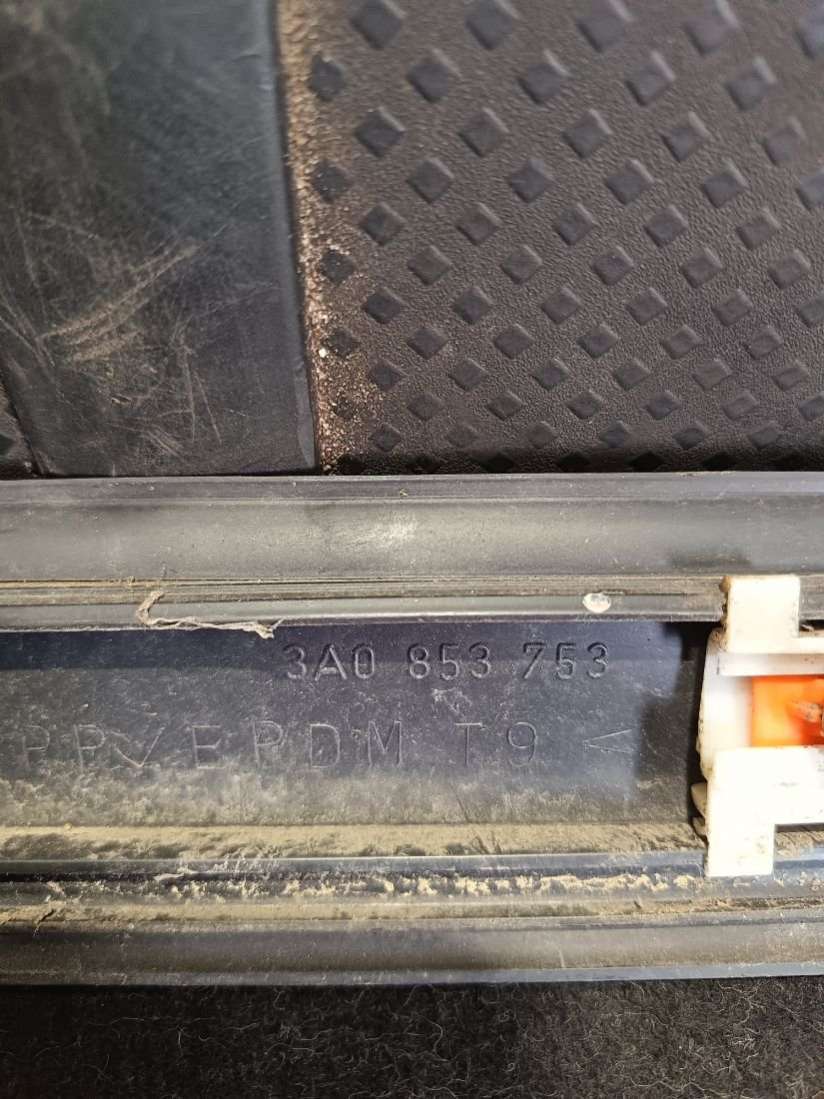 3A0 853 753
PP/EPDM T9 <